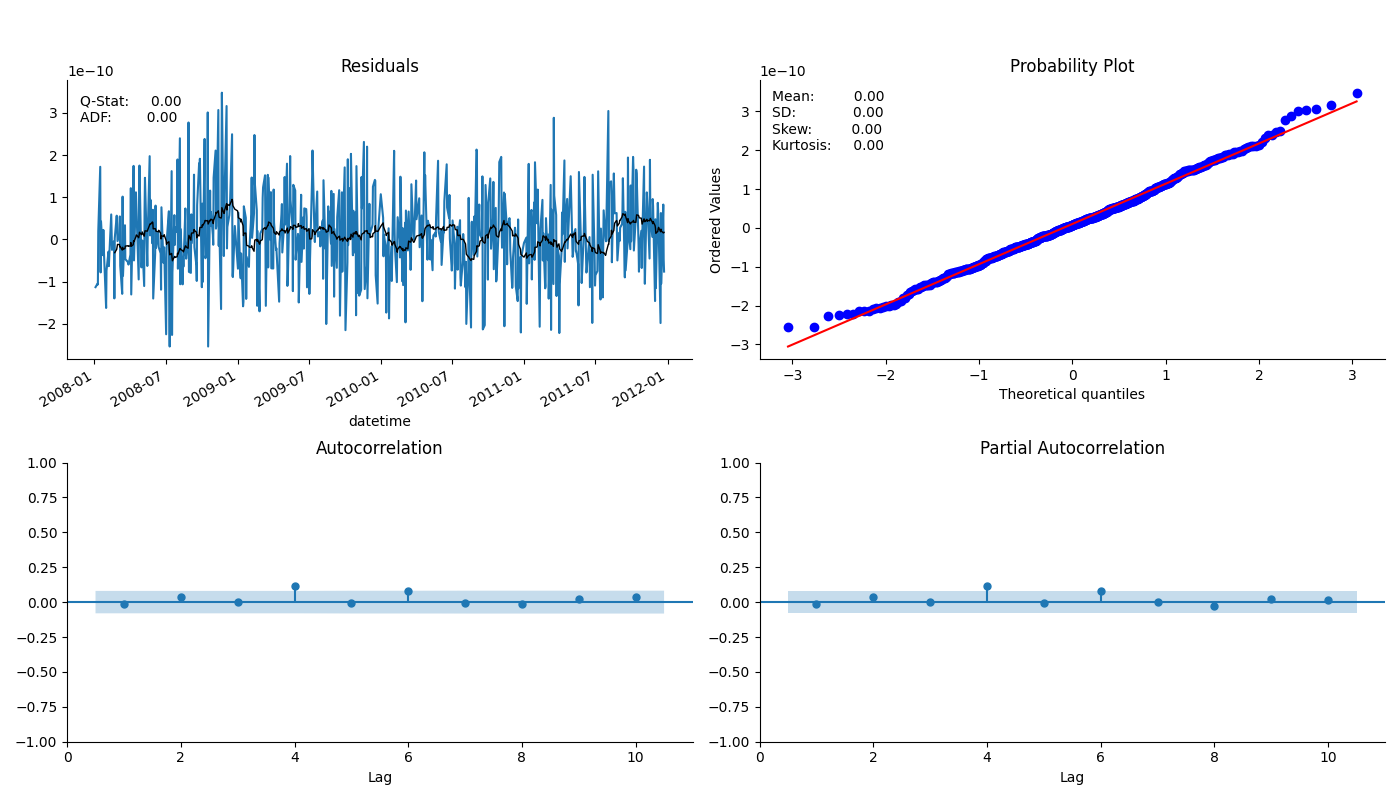 Residuals
1e−10
Q-Stat: 0.00
ADF: 0.00
3
2
1
0
−1
−2
2008-01
2008-07
2009-01
2009-07
2010-01
2010-07
2011-01
2011-07
2012-01
datetime
Probability Plot
1e−10
Mean: 0.00
SD: 0.00
Skew: 0.00
Kurtosis: 0.00
Ordered Values
3
2
1
0
−1
−2
−3
−3 −2 −1 0 1 2 3
Theoretical quantiles
Autocorrelation
1.00
0.75
0.50
0.25
0.00
−0.25
−0.50
−0.75
−1.00
0 2 4 6 8 10
Lag
Partial Autocorrelation
1.00
0.75
0.50
0.25
0.00
−0.25
−0.50
−0.75
−1.00
0 2 4 6 8 10
Lag